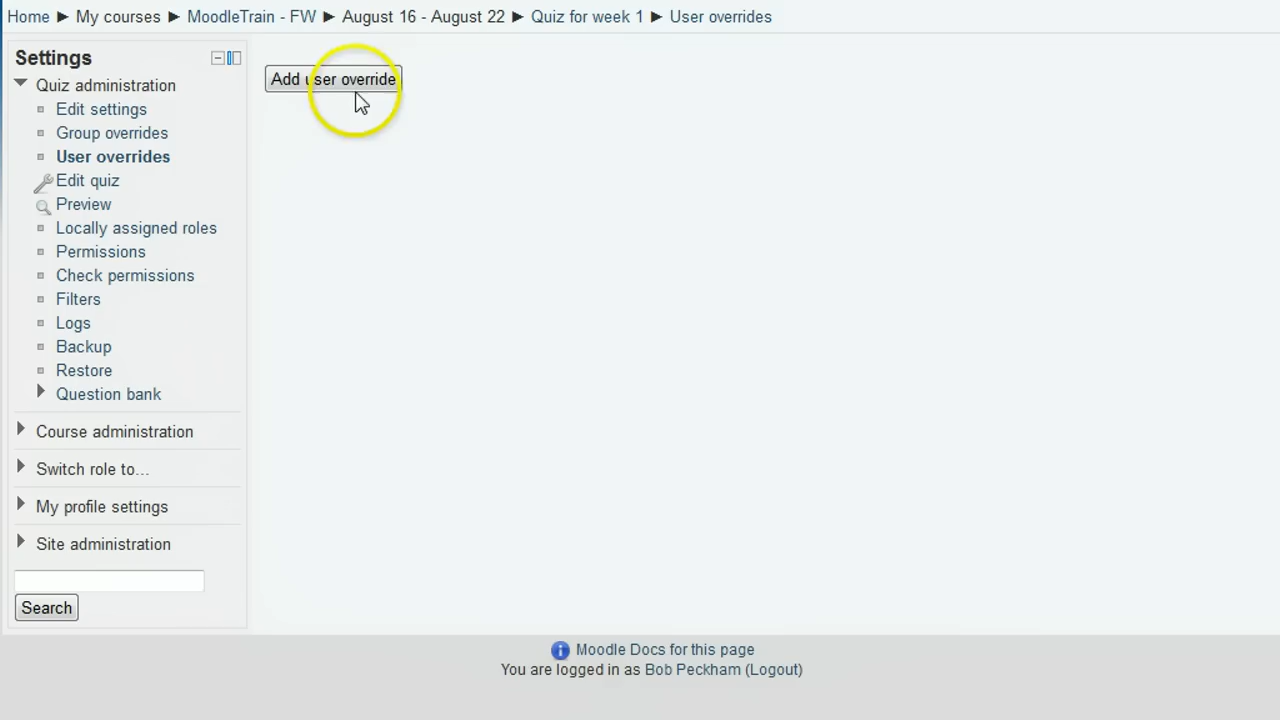 Home ► My courses ► MoodleTrain - FW ► August 16 - August 22 ► Quiz for week 1 ► User overrides
Settings
Quiz administration
Edit settings
Group overrides
User overrides
Edit quiz
Preview
Locally assigned roles
Permissions
Check permissions
Filters
Logs
Backup
Restore
Question bank
Course administration
Switch role to...
My profile settings
Site administration
Search
Add user override
Moodle Docs for this page
You are logged in as Bob Peckham (Logout)